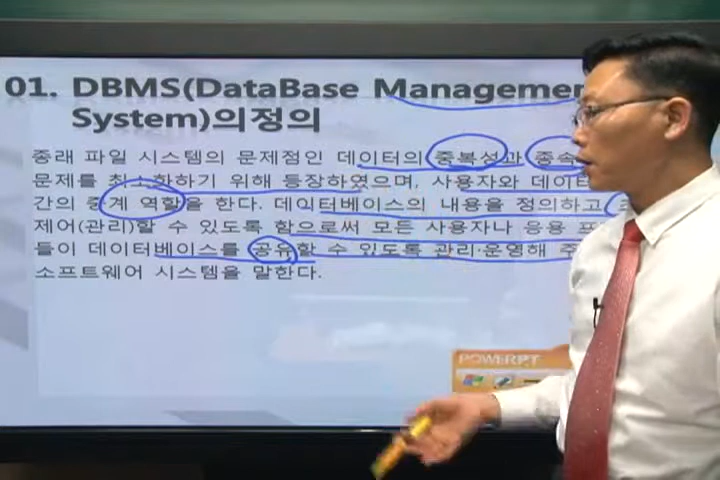 01. DBMS(DataBase Managemen
System)의정의
종래 파일 시스템의 문제점인 데이터의 중복성과 종속
문제를 최소화하기 위해 등장하였으며, 사용자와 데이터
간의 중계 역할을 한다. 데이터베이스의 내용을 정의하고
제어(관리)할 수 있도록 함으로써 모든 사용자나 응용 프
들이 데이터베이스를 공유할 수 있도록 관리·운영해 주
소프트웨어 시스템을 말한다.
POWERPT